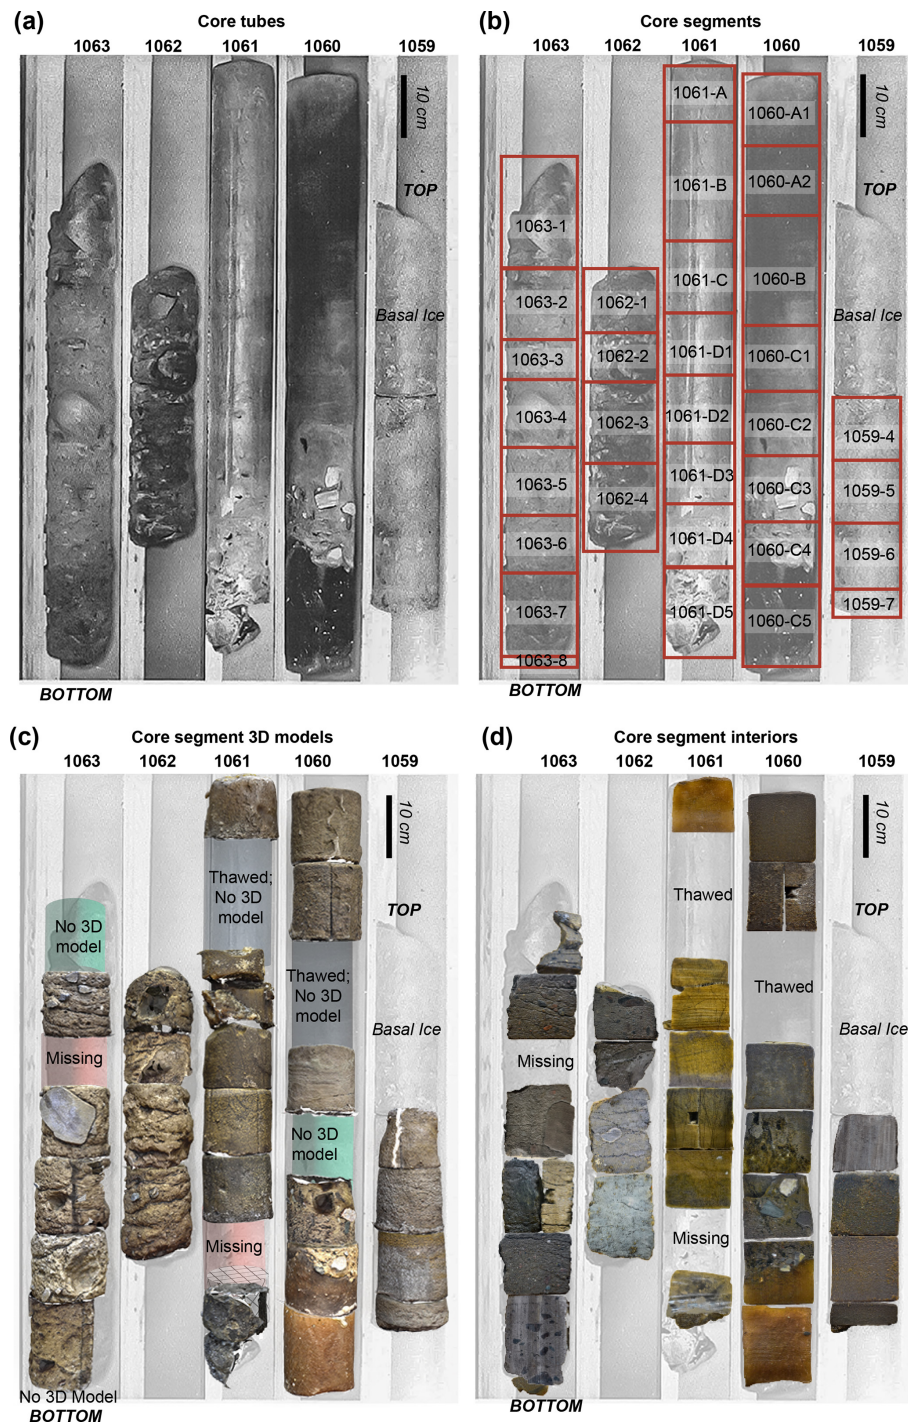 (a)
Core tubes
1063 1062 1061 1060 1059
10 cm
TOP
Basal Ice
BOTTOM
(b)
Core segments
1063 1062 1061 1060 1059
10 cm
TOP
Basal Ice
1063-1
1063-2
1063-3
1063-4
1063-5
1063-6
1063-7
1063-8
1062-1
1062-2
1062-3
1062-4
1061-A
1061-B
1061-C
1061-D1
1061-D2
1061-D3
1061-D4
1061-D5
1060-A1
1060-A2
1060-B
1060-C1
1060-C2
1060-C3
1060-C4
1060-C5
1059-4
1059-5
1059-6
1059-7
BOTTOM
(c)
Core segment 3D models
1063 1062 1061 1060 1059
10 cm
TOP
Basal Ice
No 3D
model
Missing
No 3D Model
Thawed;
No 3D
model
Missing
Thawed;
No 3D
model
No 3D
model
BOTTOM
(d)
Core segment interiors
1063 1062 1061 1060 1059
10 cm
TOP
Basal Ice
Missing
Thawed
Missing
Thawed
BOTTOM